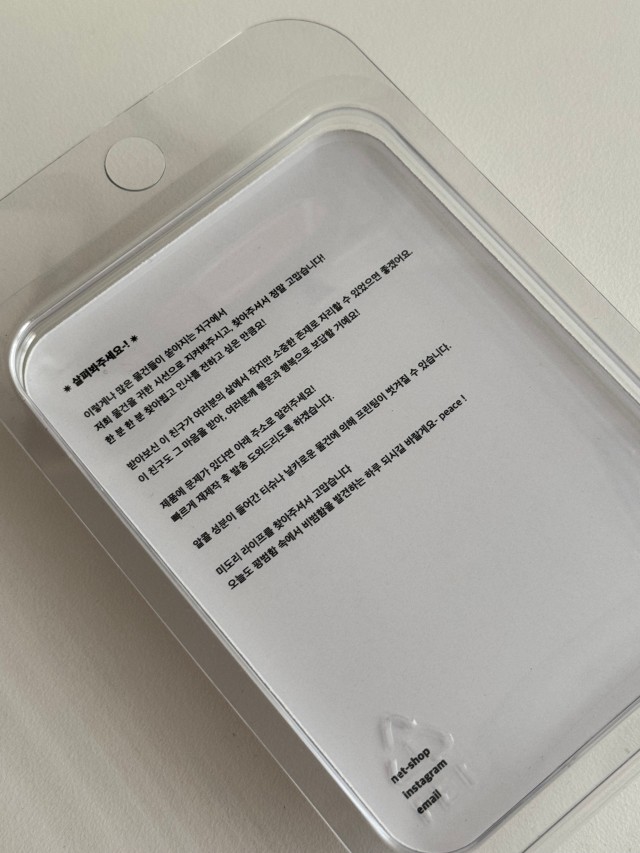 * 살펴봐주세요-! *
이렇게나 많은 물건들이 쏟아지는 지구에서
저희 물건을 귀한 시선으로 지켜봐주시고, 찾아주셔서 정말 고맙습니다!
한 분 한 분 찾아뵙고 인사를 전하고 싶은 만큼요!
받아보신 이 친구가 여러분의 삶에서 작지만 소중한 존재로 자리할 수 있었으면 좋겠어요.
이 친구도 그 마음을 받아, 여러분께 행운과 행복으로 보답할 거예요!
제품에 문제가 있다면 아래 주소로 알려주세요!
빠르게 재제작 후 발송 도와드리도록 하겠습니다.
알콜 성분이 들어간 티슈나 날카로운 물건에 의해 프린팅이 벗겨질 수 있습니다.
미도리 라이프를 찾아주셔서 고맙습니다
오늘도 평범함 속에서 비범함을 발견하는 하루 되시길 바랄게요- peace !
net-shop
instagram
email